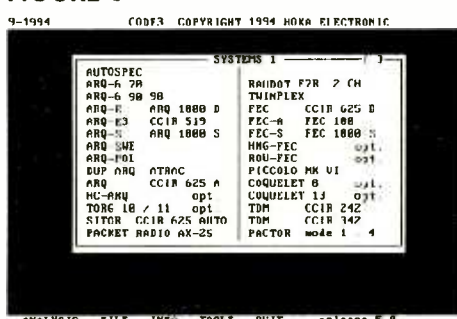 9-1994 CODE3 COPYRIGHT 1994 HOKA ELECTRONIC
SYSTEMS 1
AUTOSPEC
ARQ-6 70
ARQ-6 90 98
ARQ-E ARQ 1000 D
ARQ-E3 CCIR 519
ARQ-S ARQ 1000 S
ARQ SWE
ARQ-POL
DUP ARQ ATRAC
ARQ CCIR 625 A
HC-ARQ opt
TORG 10 / 11 opt
SITOR CCIR 625 AUTO
PACKET RADIO AX-25
BAUDOT F7B 2 CH
TWINPLEX
FEC CCIR 625 B
FEC-A FEC 100
FEC-S FEC 1000 S
HNG-FEC opt.
ROU-FEC opt
PICCOLO MK VI
COQUELET 8 opt.
COQUELET 13 opt.
TDM CCIR 242
TDM CCIR 342
PACTOR mode 1 4
ANALYSIS FILE TOOLS QUIT